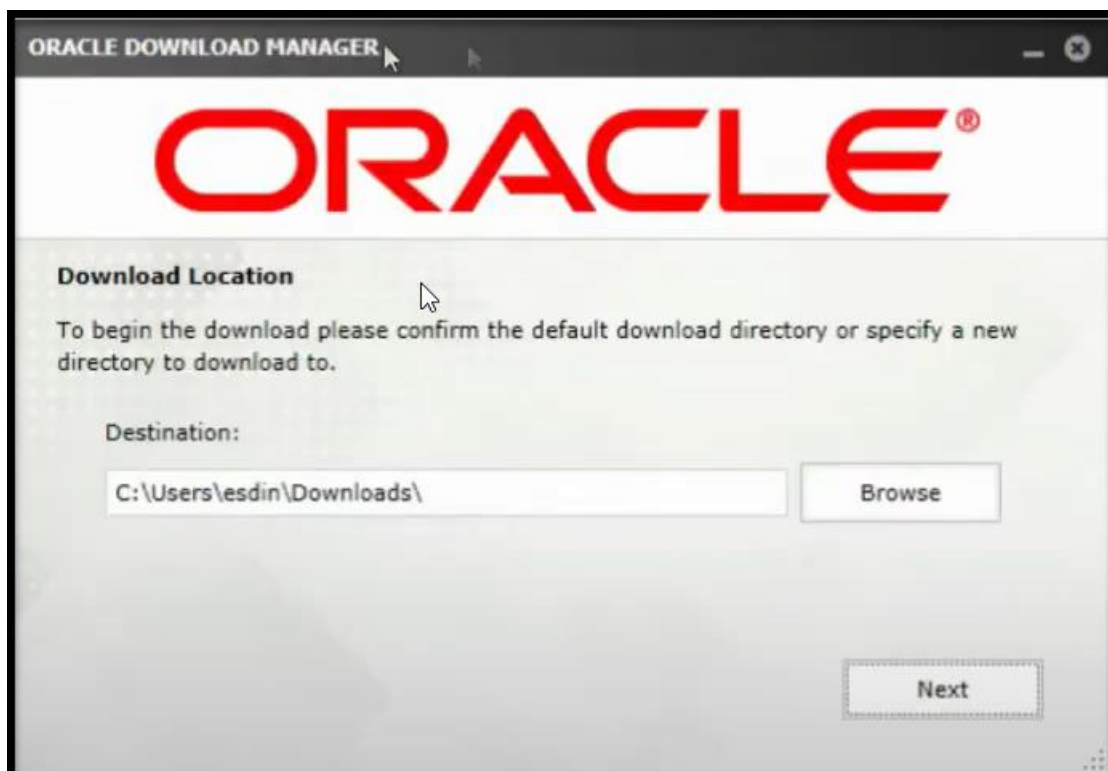 ORACLE DOWNLOAD MANAGER
ORACLE®
Download Location
To begin the download please confirm the default download directory or specify a new
directory to download to.
Destination:
C:\Users\esdin\Downloads\
Browse
Next